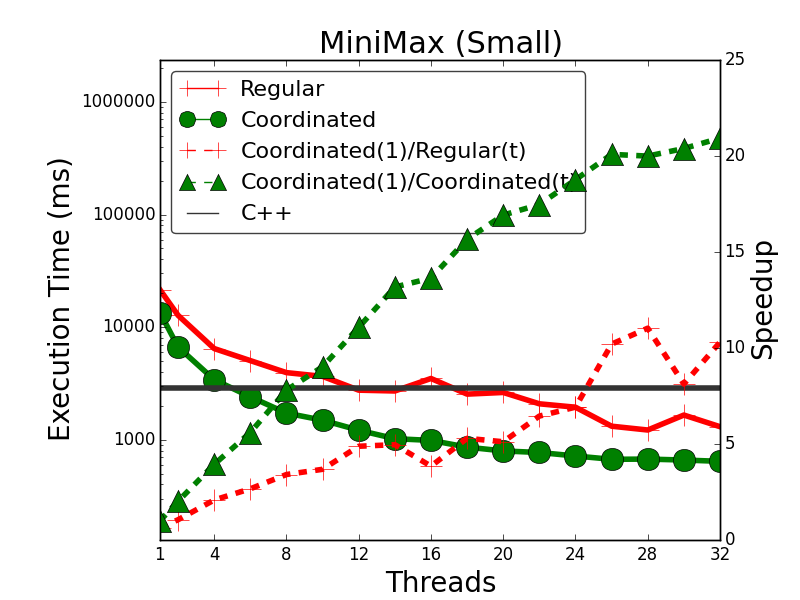 MiniMax (Small)
Regular
Coordinated
Coordinated(1)/Regular(t)
Coordinated(1)/Coordinated(t)
C++
Execution Time (ms)
1000000
100000
10000
1000
Speedup
25
20
15
10
5
0
1 4 8 12 16 20 24 28 32
Threads